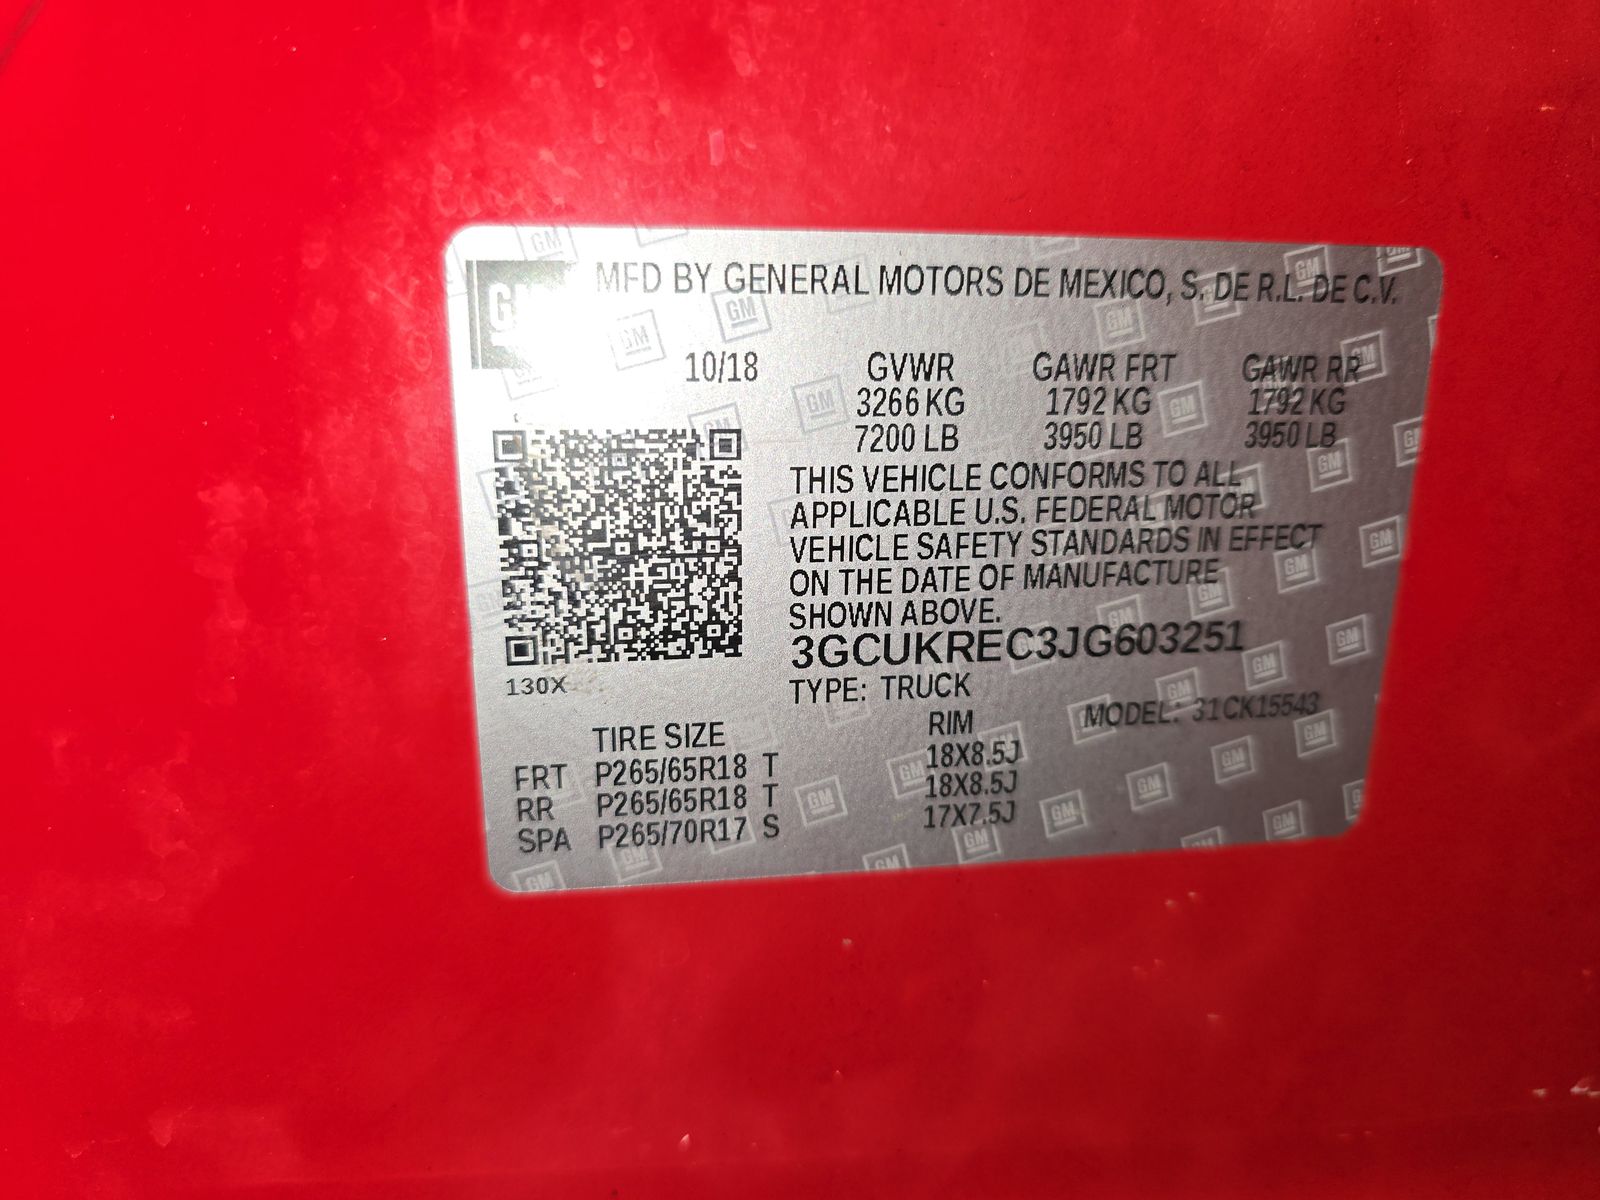 GM
MFD BY GENERAL MOTORS DE MEXICO, S. DE R.L. DE C.V.
10/18 GVWR GAWR FRT GAWR RR
3266 KG 1792 KG 1792 KG
7200 LB 3950 LB 3950 LB
THIS VEHICLE CONFORMS TO ALL
APPLICABLE U.S. FEDERAL MOTOR
VEHICLE SAFETY STANDARDS IN EFFECT
ON THE DATE OF MANUFACTURE
SHOWN ABOVE.
3GCUKREC3JG603251
130X
TYPE: TRUCK
MODEL: 31CK15543
TIRE SIZE RIM
FRT P265/65R18 T 18X8.5J
RR P265/65R18 T 18X8.5J
SPA P265/70R17 S 17X7.5J